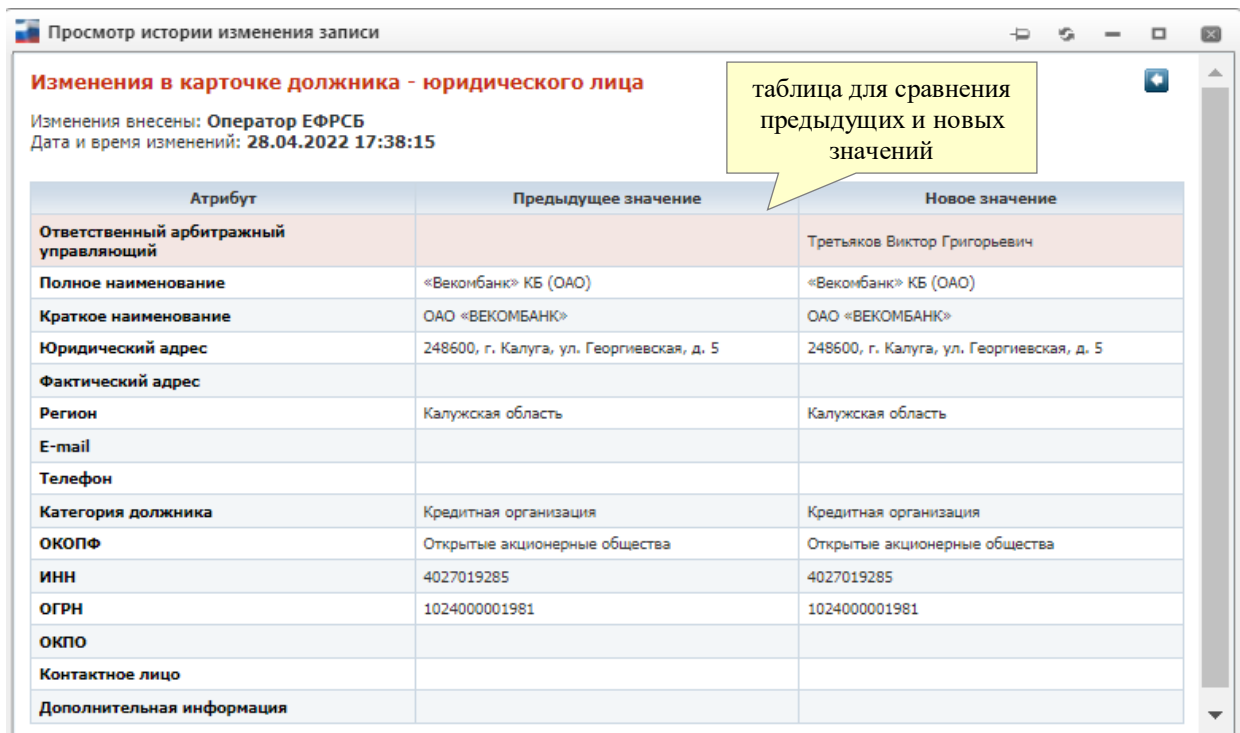 Просмотр истории изменения записи
Изменения в карточке должника - юридического лица
таблица для сравнения
предыдущих и новых
значений
Изменения внесены: Оператор ЕФРСБ
Дата и время изменений: 28.04.2022 17:38:15
Атрибут Предыдущее значение Новое значение
Ответственный арбитражный
управляющий Третьяков Виктор Григорьевич
Полное наименование «Векомбанк» КБ (ОАО) «Векомбанк» КБ (ОАО)
Краткое наименование ОАО «ВЕКОМБАНК» ОАО «ВЕКОМБАНК»
Юридический адрес 248600, г. Калуга, ул. Георгиевская, д. 5 248600, г. Калуга, ул. Георгиевская, д. 5
Фактический адрес
Регион Калужская область Калужская область
E-mail
Телефон
Категория должника Кредитная организация Кредитная организация
ОКОПФ Открытые акционерные общества Открытые акционерные общества
ИНН 4027019285 4027019285
ОГРН 1024000001981 1024000001981
ОКПО
Контактное лицо
Дополнительная информация